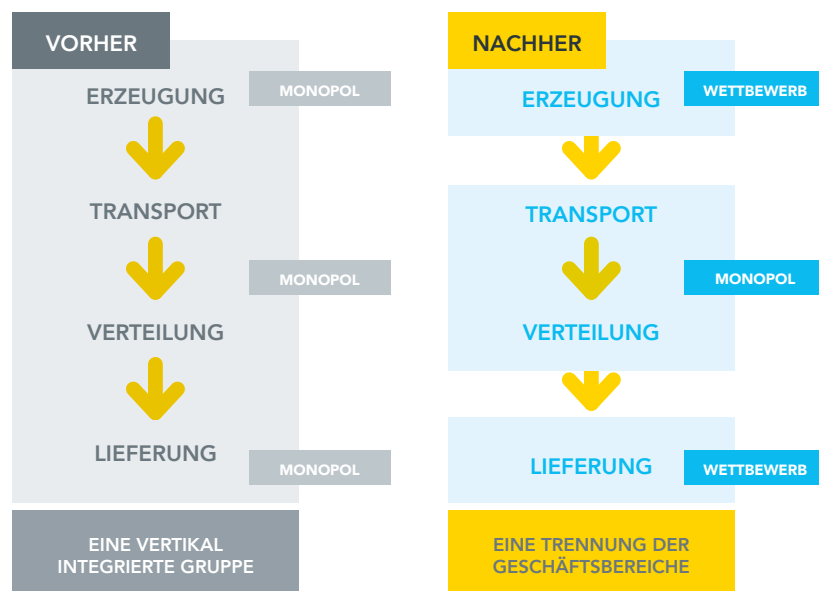 VORHER
ERZEUGUNG
MONOPOL
TRANSPORT
MONOPOL
VERTEILUNG
LIEFERUNG
MONOPOL
EINE VERTIKAL
INTEGRIERTE GRUPPE
NACHHER
ERZEUGUNG
WETTBEWERB
TRANSPORT
MONOPOL
VERTEILUNG
LIEFERUNG
WETTBEWERB
EINE TRENNUNG DER
GESCHÄFTSBEREICHE